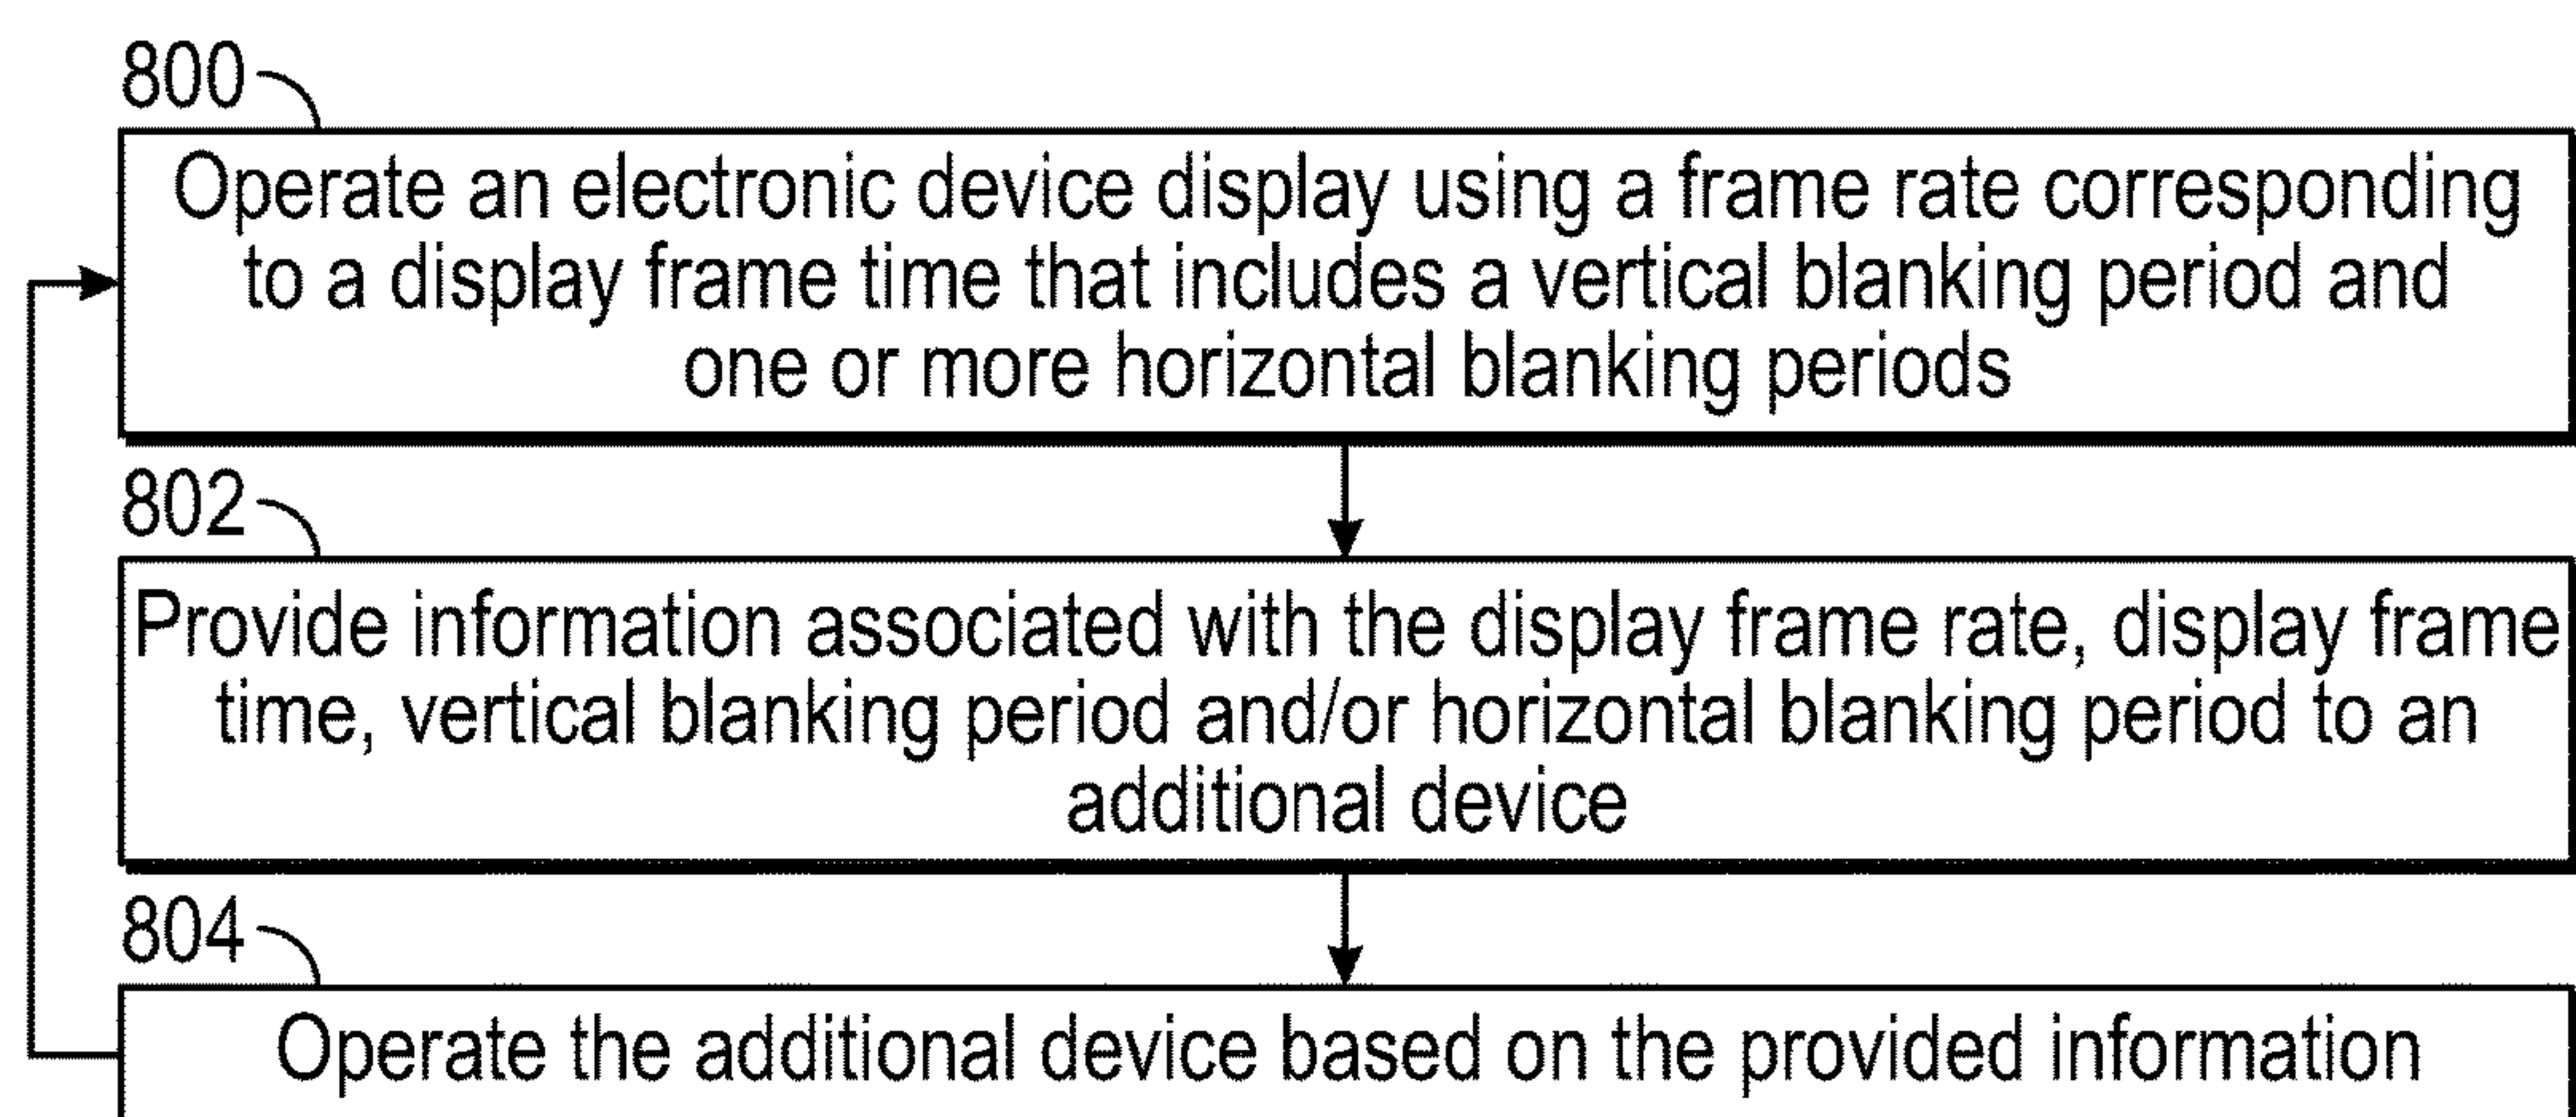 800
Operate an electronic device display using a frame rate corresponding
to a display frame time that includes a vertical blanking period and
one or more horizontal blanking periods
802
Provide information associated with the display frame rate, display frame
time, vertical blanking period and/or horizontal blanking period to an
additional device
804
Operate the additional device based on the provided information